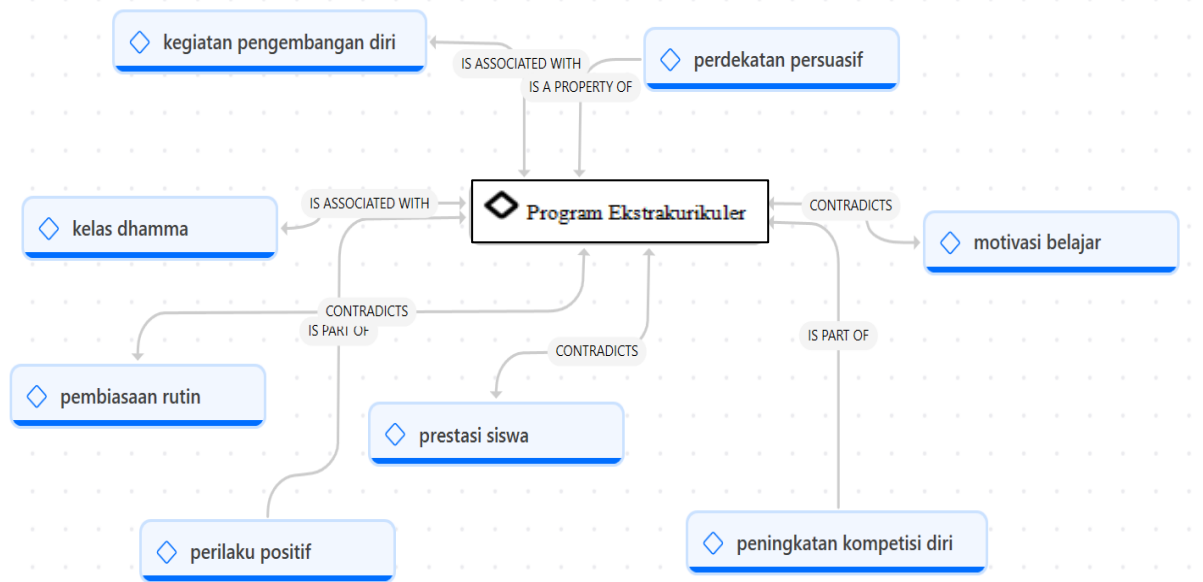 kegiatan pengembangan diri
IS ASSOCIATED WITH
perdekatan persuasif
IS A PROPERTY OF
IS ASSOCIATED WITH
Program Ekstrakurikuler
CONTRADICTS
kelas dhamma
motivasi belajar
CONTRADICTS
IS PART OF
IS PART OF
CONTRADICTS
pembiasaan rutin
prestasi siswa
perilaku positif
peningkatan kompetisi diri